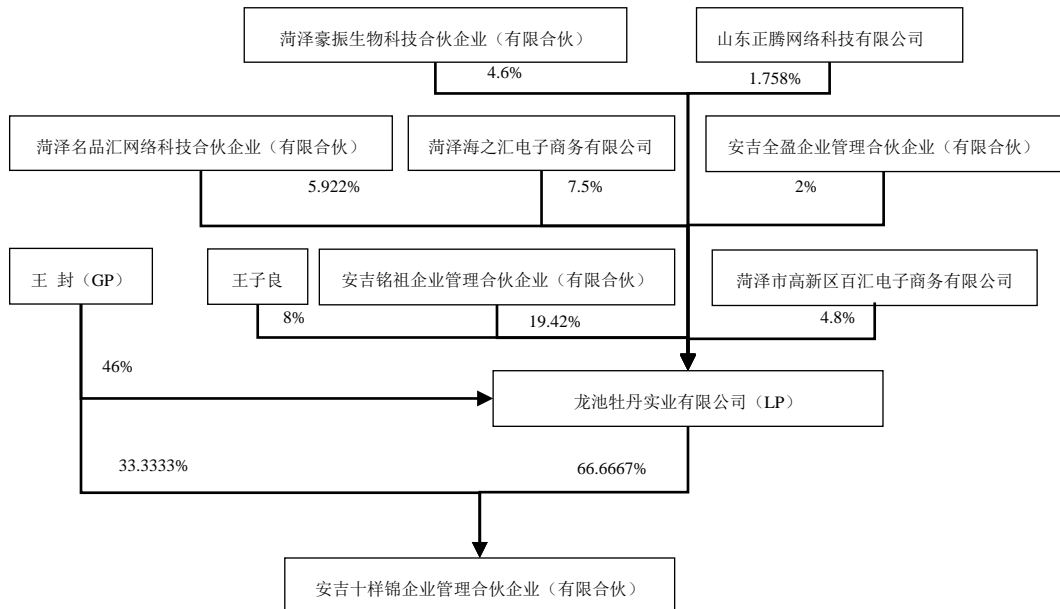 菏泽豪振生物科技合伙企业（有限合伙）
山东正腾网络科技有限公司
4.6%
1.758%
菏泽名品汇网络科技合伙企业（有限合伙）
菏泽海之汇电子商务有限公司
安吉全盈企业管理合伙企业（有限合伙）
5.922%
7.5%
2%
王 封（GP）
王子良
安吉铭祖企业管理合伙企业（有限合伙）
菏泽市高新区百汇电子商务有限公司
8%
19.42%
4.8%
46%
龙池牡丹实业有限公司（LP）
33.3333%
66.6667%
安吉十样锦企业管理合伙企业（有限合伙）